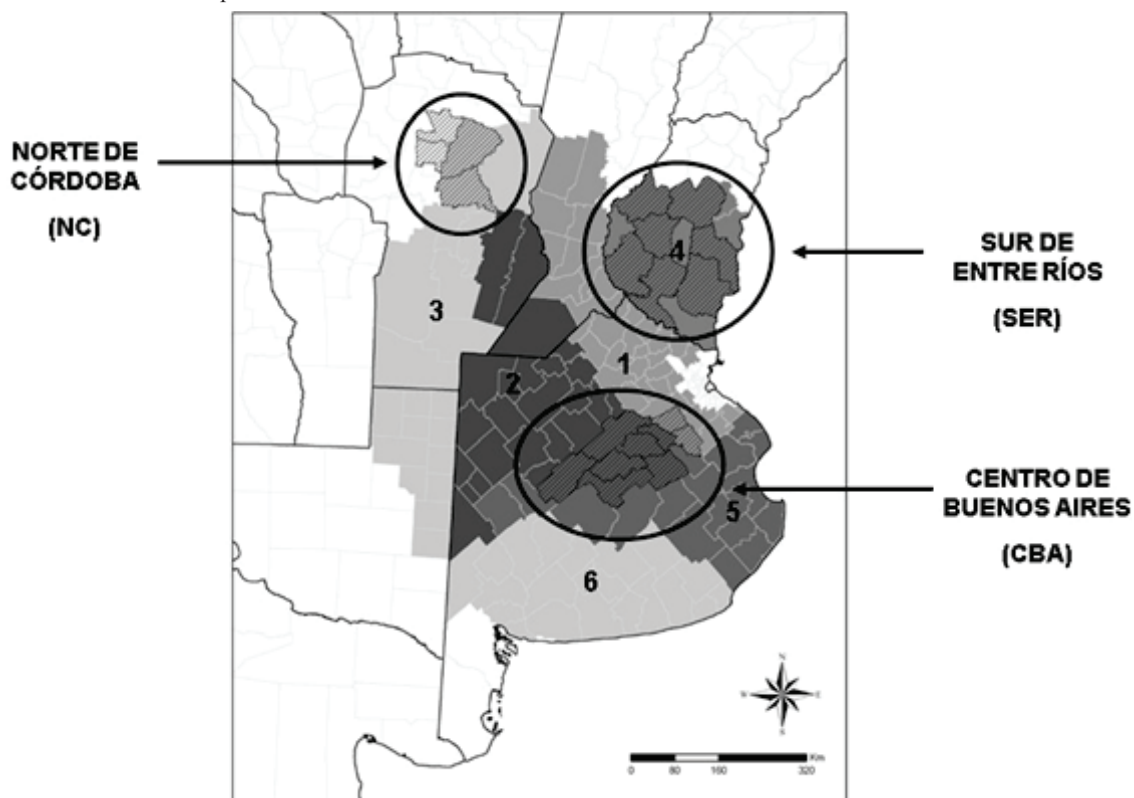 NORTE DE
CÓRDOBA
(NC)
SUR DE
ENTRE RÍOS
(SER)
CENTRO DE
BUENOS AIRES
(CBA)
4
3
1
2
5
6
N
W
E
S
Km
0 80 160 320